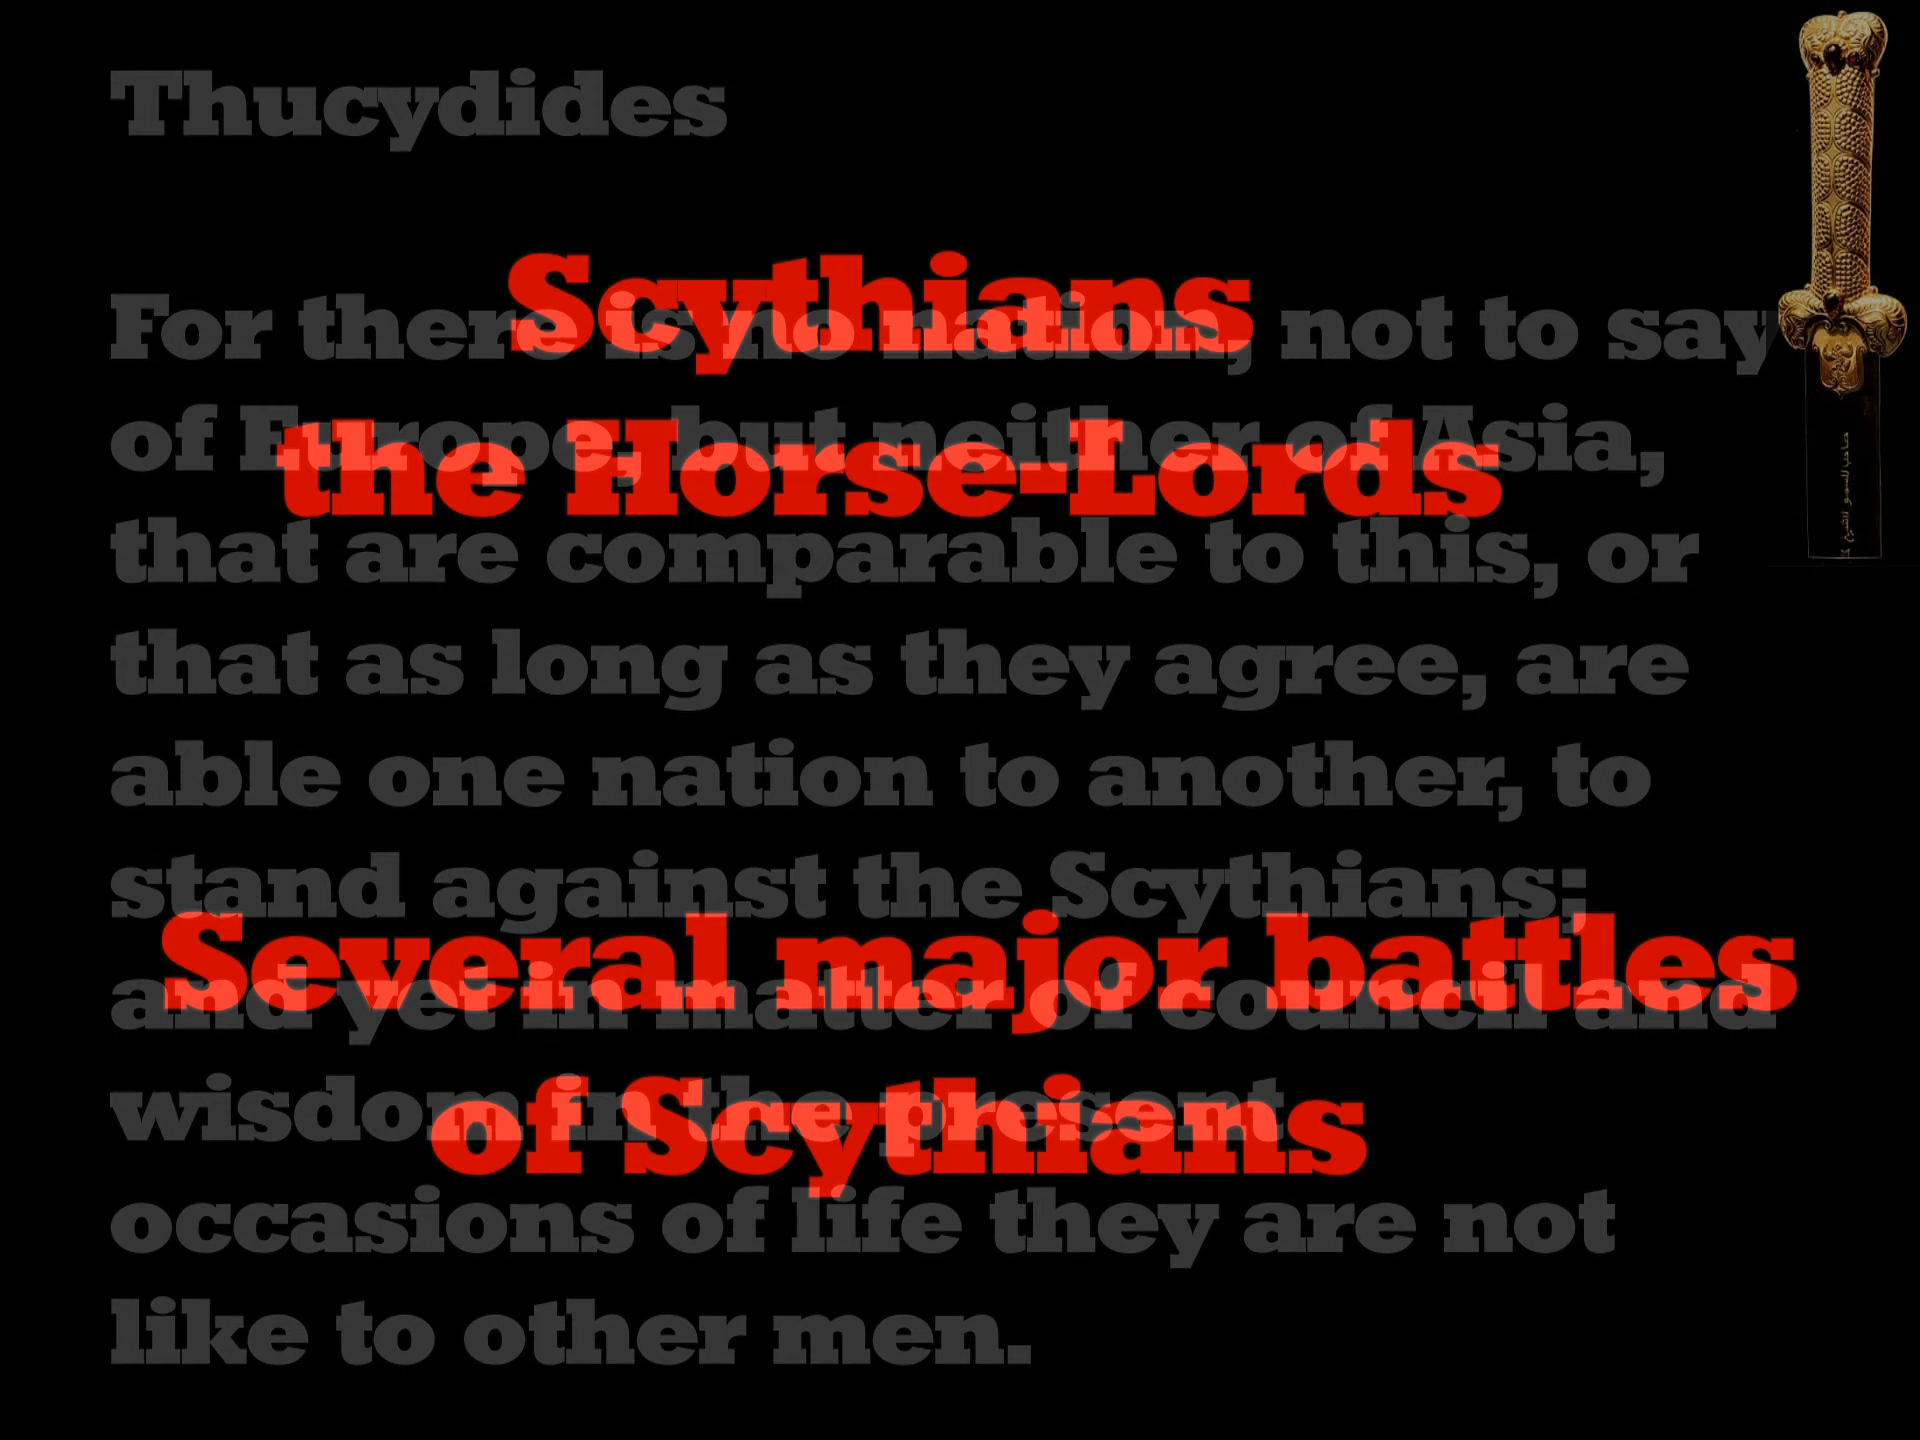 Thucydides
Scythians
For there is no nation, not to say
the Horse-Lords
of Europe, but neither of Asia,
that are comparable to this, or
that as long as they agree, are
able one nation to another, to
stand against the Scythians;
Several major battles
and yet in matter of council and
wisdom in the present
of Scythians
occasions of life they are not
like to other men.